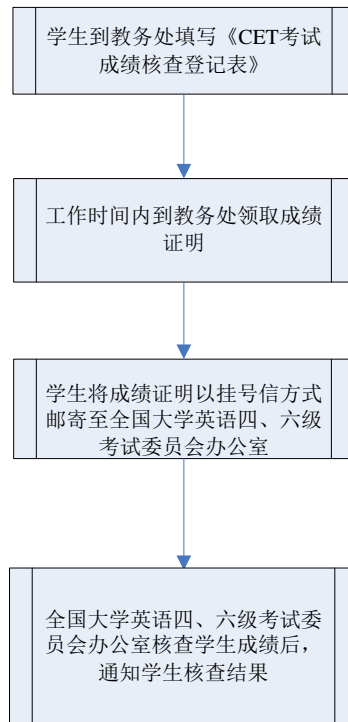 学生到教务处填写《CET考试
成绩核查登记表》
工作时间内到教务处领取成绩
证明
学生将成绩证明以挂号信方式
邮寄至全国大学英语四、六级
考试委员会办公室
全国大学英语四、六级考试委
员会办公室核查学生成绩后，
通知学生核查结果